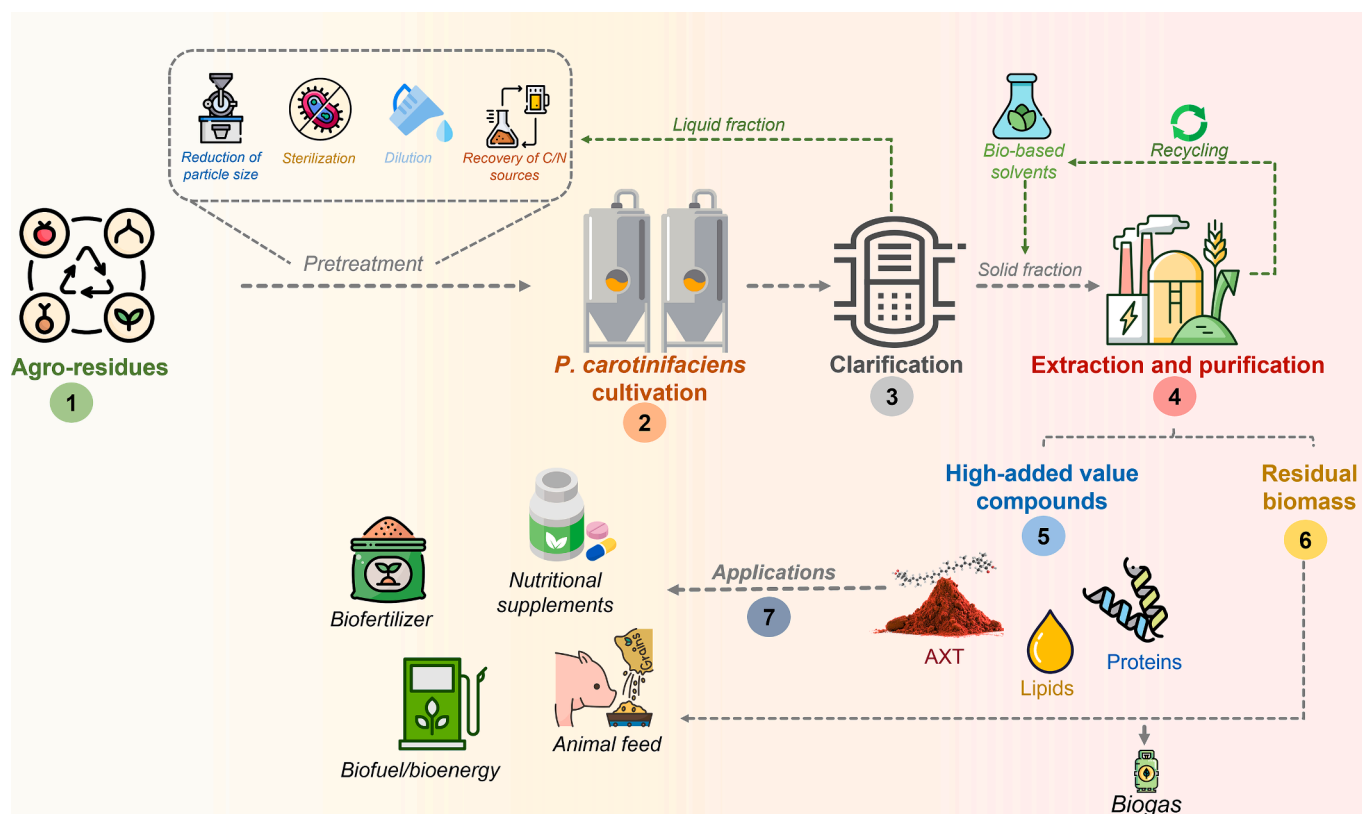 Reduction of
particle size
Sterilization
Dilution
Recovery of C/N
sources
Liquid fraction
Bio-based
solvents
Recycling
Pretreatment
Solid fraction
Agro-residues
1
P. carotinifaciens
cultivation
2
Clarification
3
Extraction and purification
4
High-added value
compounds
5
Residual
biomass
6
Applications
7
AXT
Lipids
Proteins
Nutritional
supplements
Biofertilizer
Grains
Animal feed
Biofuel/bioenergy
Biogas